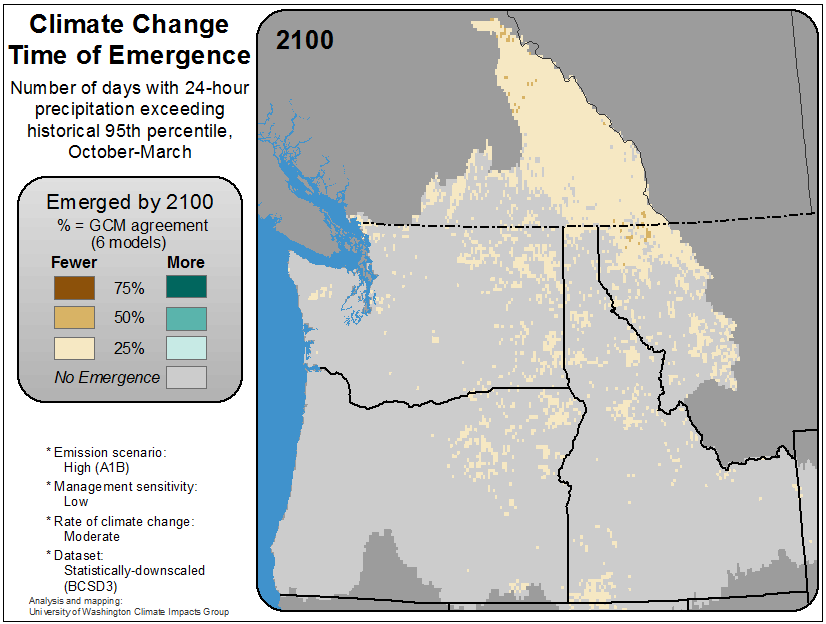 Climate Change
Time of Emergence
Number of days with 24-hour
precipitation exceeding
historical 95th percentile,
October-March
2100
Emerged by 2100
% = GCM agreement
(6 models)
Fewer More
75%
50%
25%
No Emergence
* Emission scenario:
High (A1B)
* Management sensitivity:
Low
* Rate of climate change:
Moderate
* Dataset:
Statistically-downscaled
(BCSD3)
Analysis and mapping:
University of Washington Climate Impacts Group